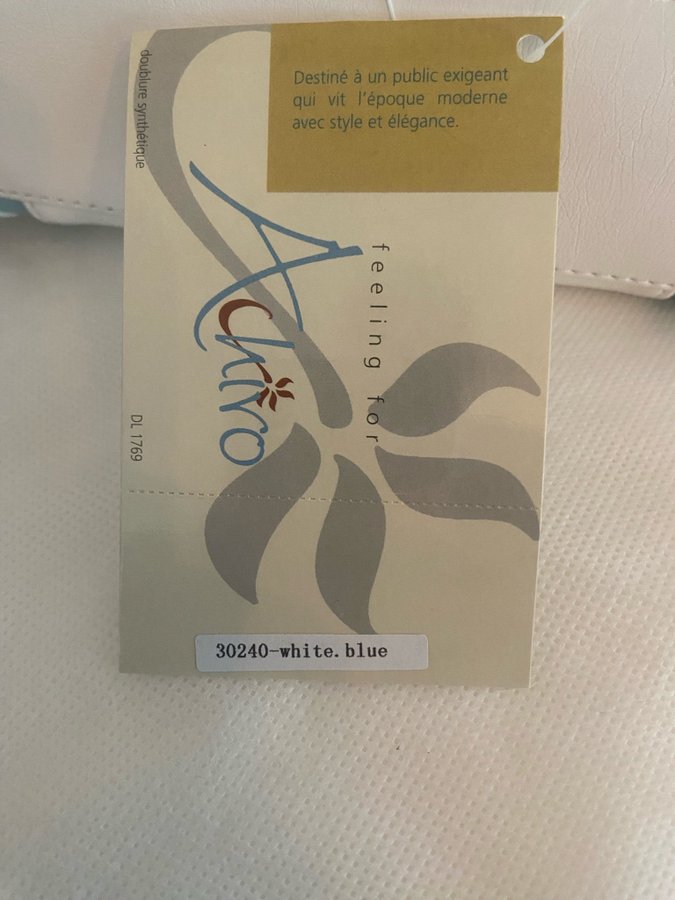 Destiné à un public exigeant
qui vit l'époque moderne
avec style et élégance.
doublure synthétique
feeling for
Achiro
DL 1769
30240-white.blue